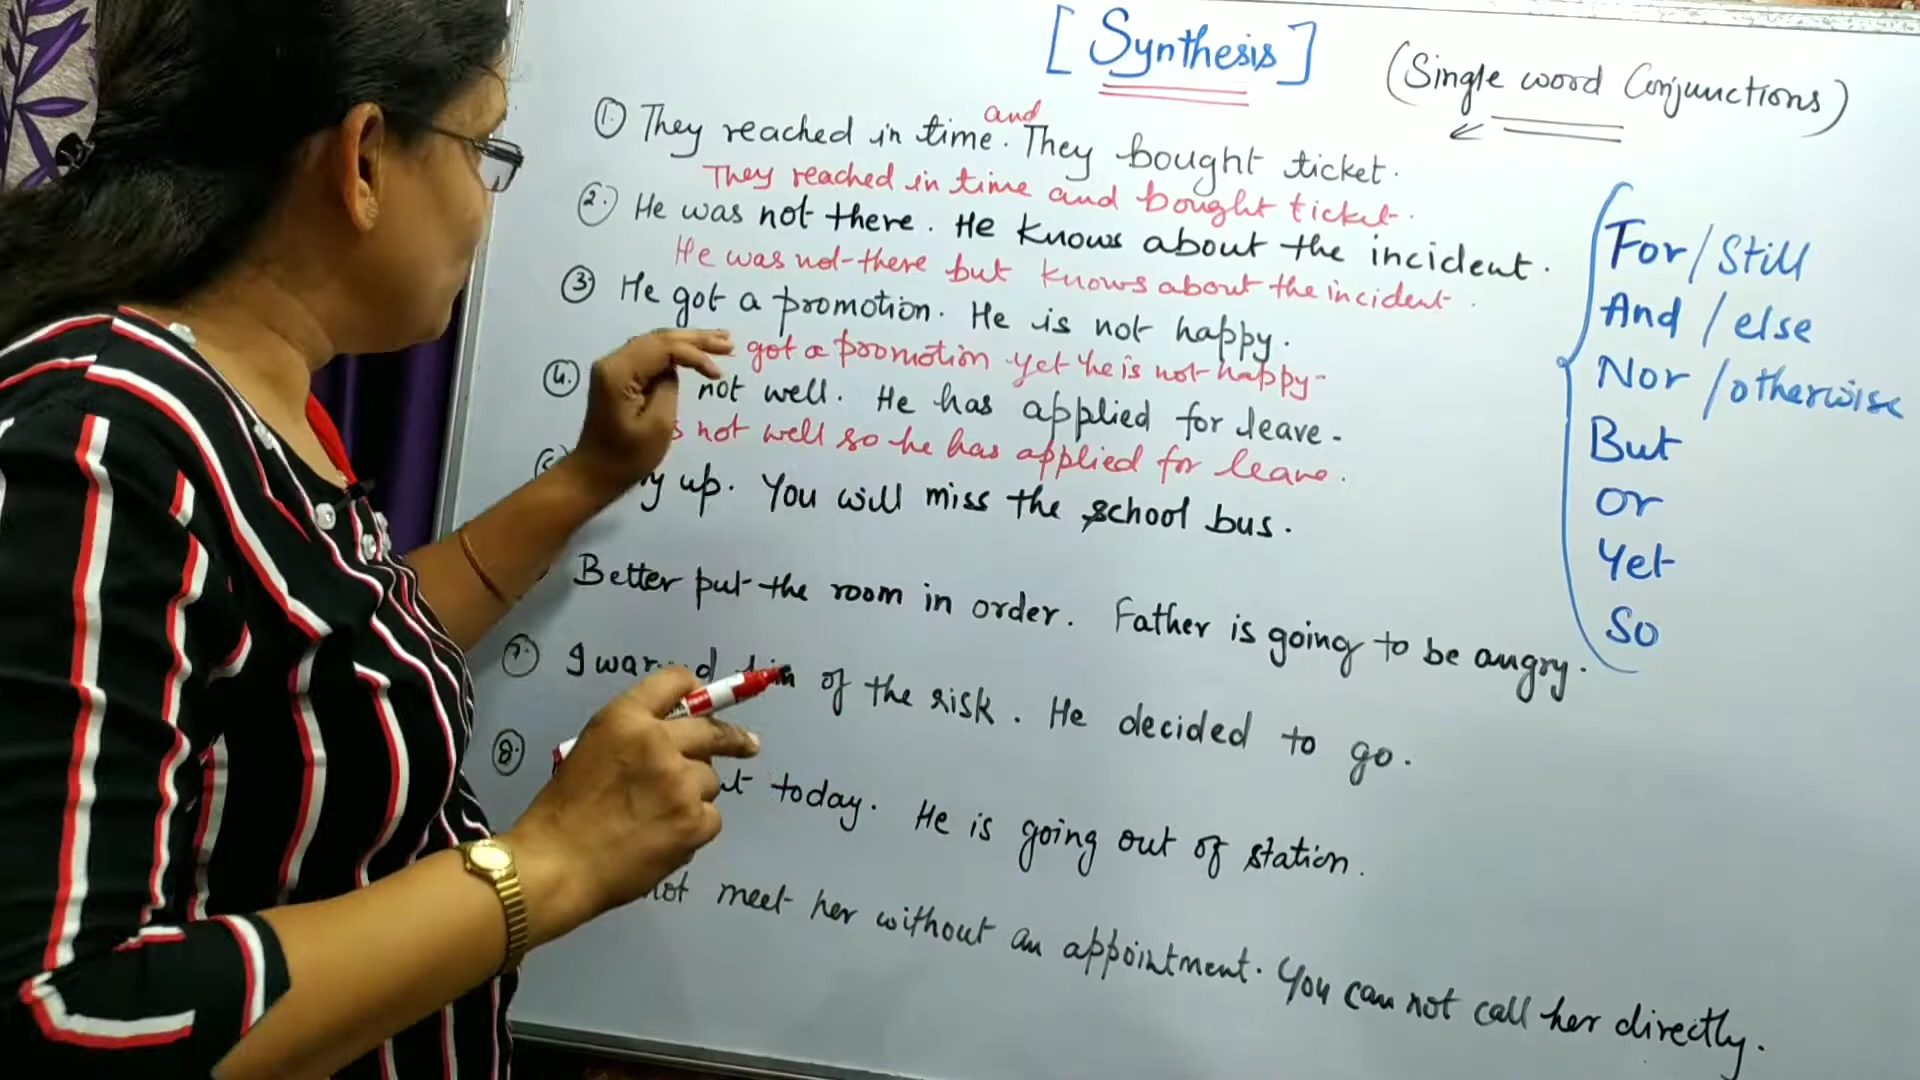 [Synthesis]
(Single word Conjunctions)
and
1. They reached in time. They bought ticket.
They reached in time and bought ticket.
2. He was not there. He knows about the incident.
He was not there but knows about the incident.
3. He got a promotion. He is not happy.
got a promotion yet he is not happy.
4. not well. He has applied for leave.
not well so he has applied for leave.
up. You will miss the school bus.
Better put the room in order. Father is going to be angry.
7. I of the risk. He decided to go.
8. today. He is going out of station.
not meet her without an appointment. You can not call her directly.
For / Still
And / else
Nor / otherwise
But
or
Yet
So